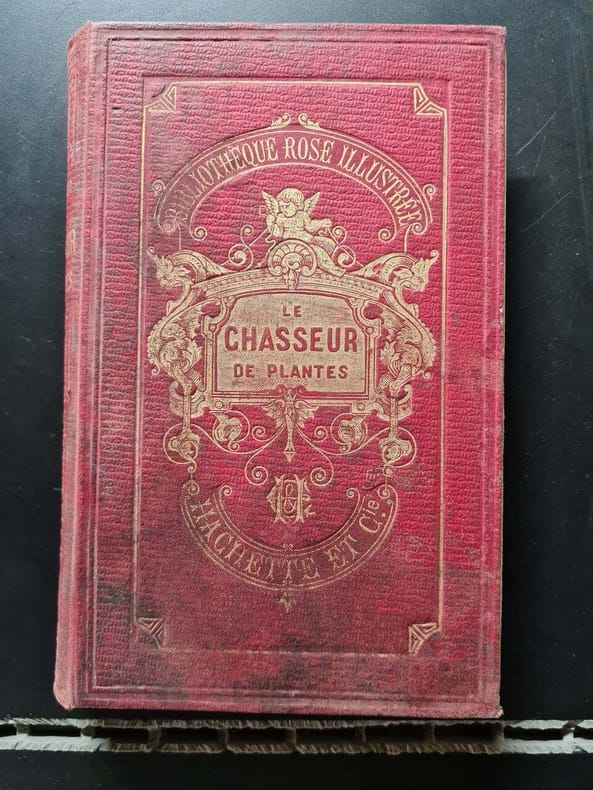 BIBLIOTHÈQUE ROSE ILLUSTRÉE
LE
CHASSEUR
DE PLANTES
HACHETTE ET Cie.